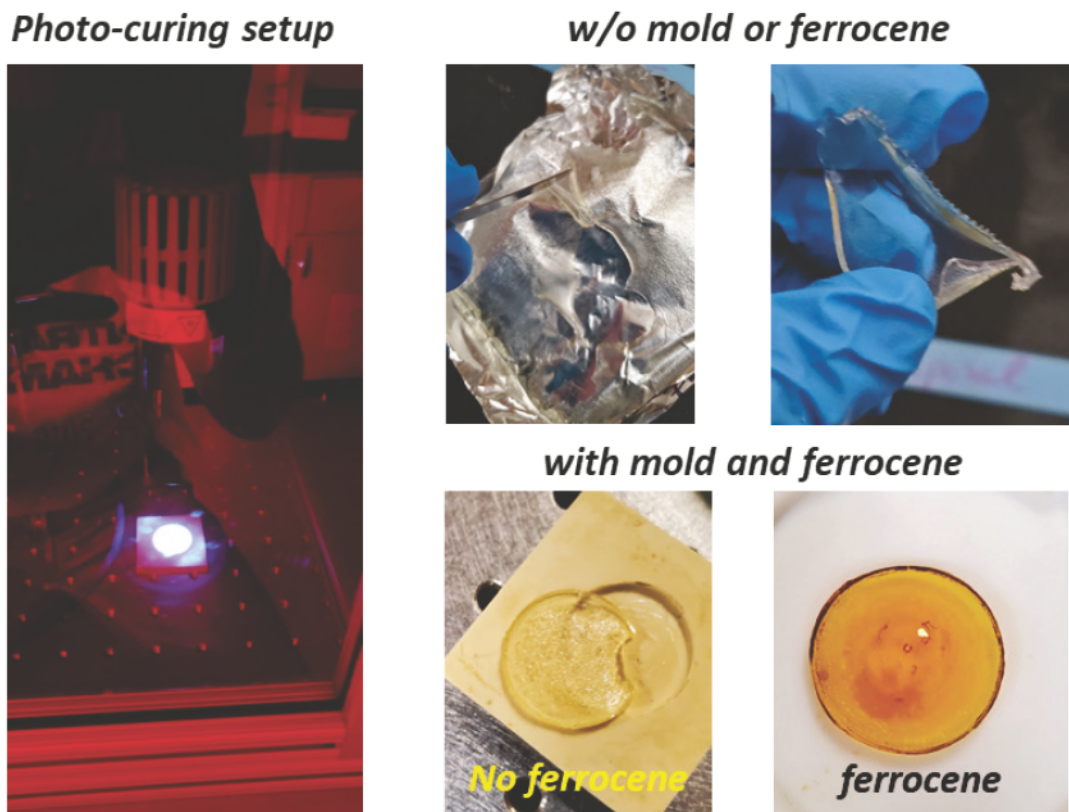 Photo-curing setup
w/o mold or ferrocene
with mold and ferrocene
No ferrocene
ferrocene